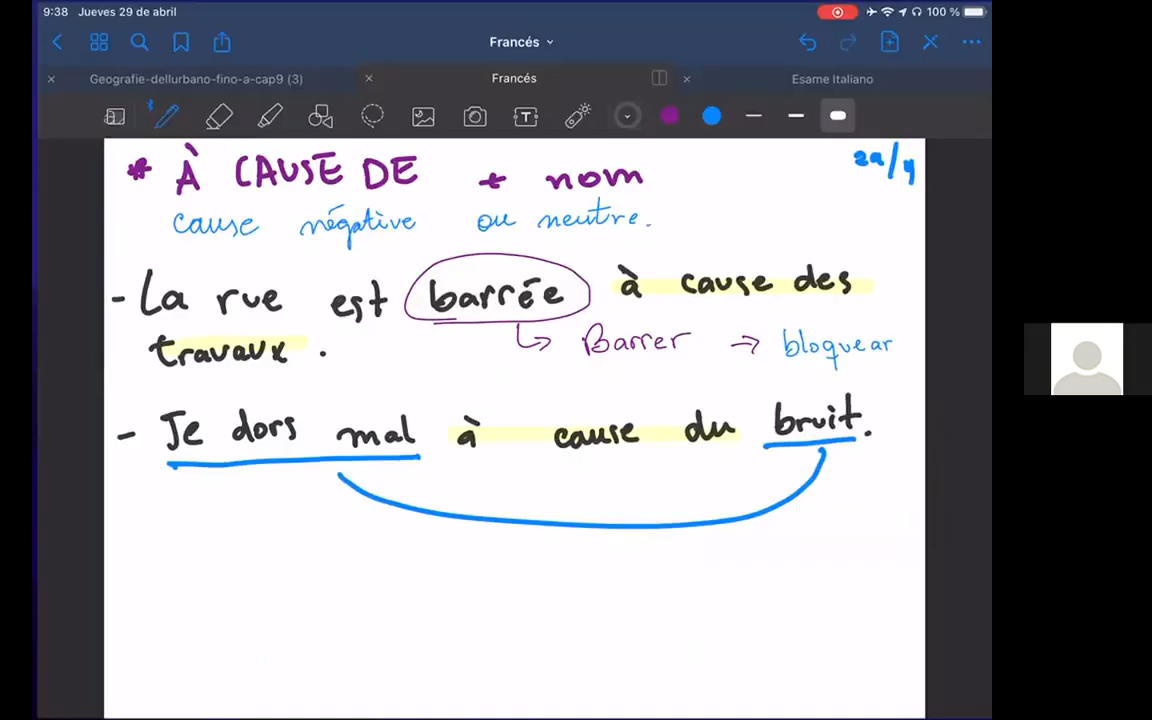 9:38 Jueves 29 de abril
100 %
Francés
Geografie-dellurbano-fino-a-cap9 (3)
Francés
Esame Italiano
* À CAUSE DE + nom
29/4
cause négative ou neutre.
- La rue est barrée à cause des
travaux.
↳ Barrer → bloquear
- Je dors mal à cause du bruit.